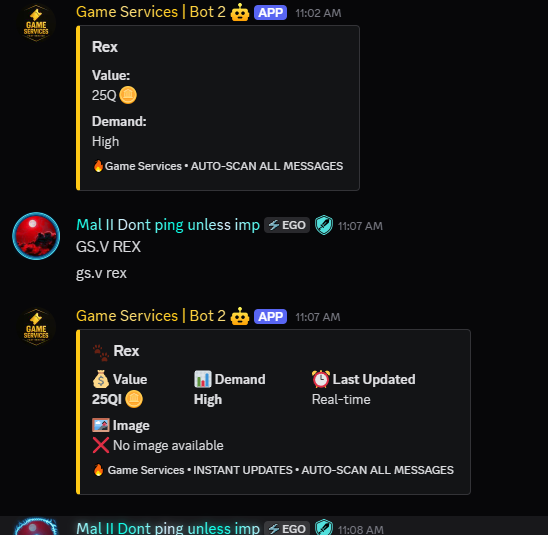 GAME SERVICES
Game Services | Bot 2 🤖 APP 11:02 AM
Rex
Value:
25Q 🪙
Demand:
High
🔥Game Services • AUTO-SCAN ALL MESSAGES
Mal II Dont ping unless imp EGO 11:07 AM
GS.V REX
gs.v rex
GAME SERVICES
Game Services | Bot 2 🤖 APP 11:07 AM
🐾 Rex
💰 Value 📊 Demand ⏰ Last Updated
25QI 🪙 High Real-time
🖼️ Image
❌ No image available
🔥 Game Services • INSTANT UPDATES • AUTO-SCAN ALL MESSAGES
Mal II Dont ping unless imp EGO 11:08 AM